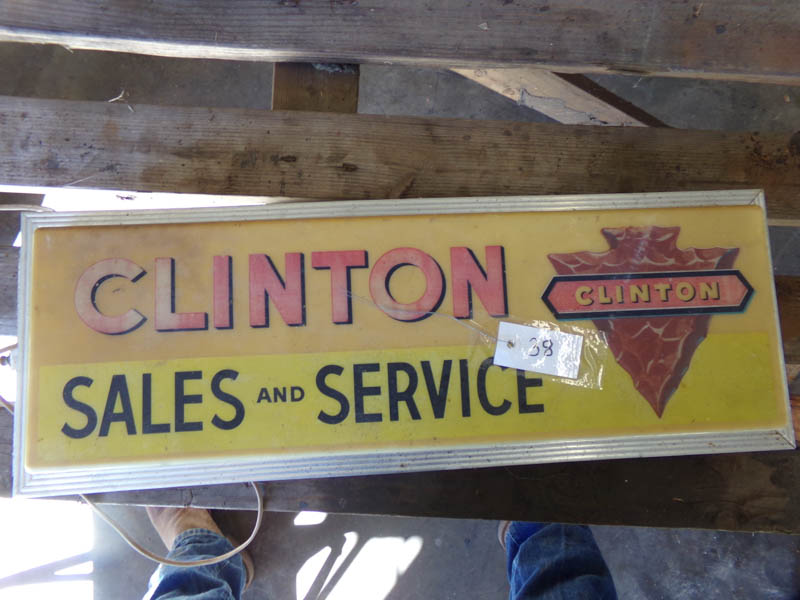 CLINTON
CLINTON
38
SALES AND SERVICE